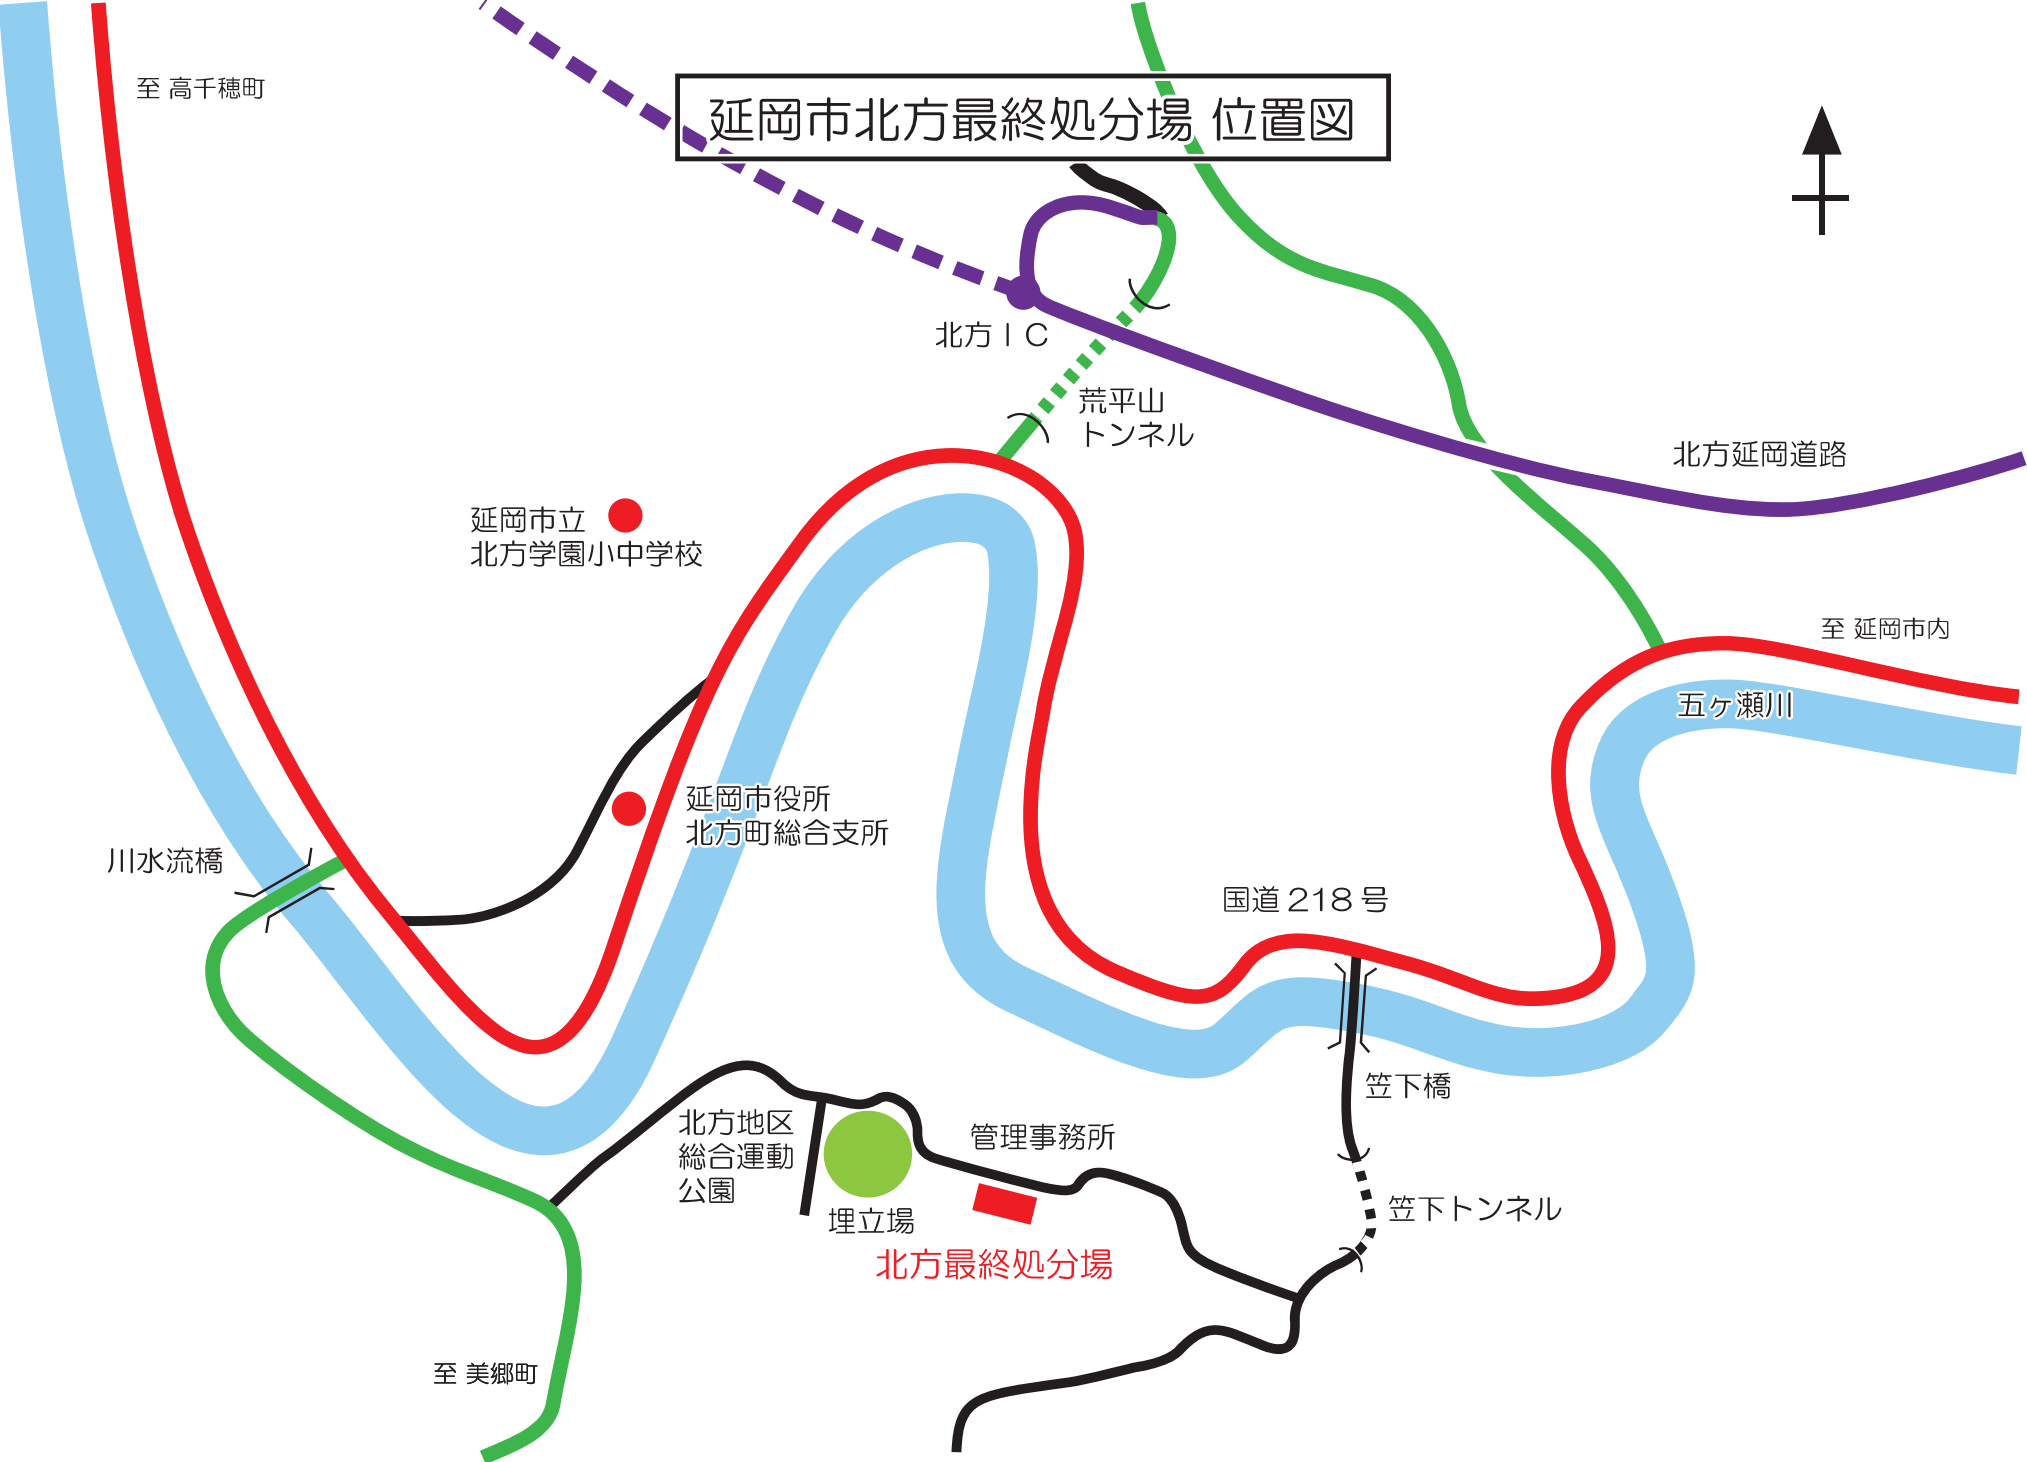 至 高千穂町
延岡市北方最終処分場 位置図
北方ＩＣ
荒平山
トンネル
北方延岡道路
延岡市立
北方学園小中学校
至 延岡市内
五ヶ瀬川
延岡市役所
北方町総合支所
川水流橋
国道 218 号
笠下橋
北方地区
総合運動
公園
管理事務所
埋立場
笠下トンネル
北方最終処分場
至 美郷町